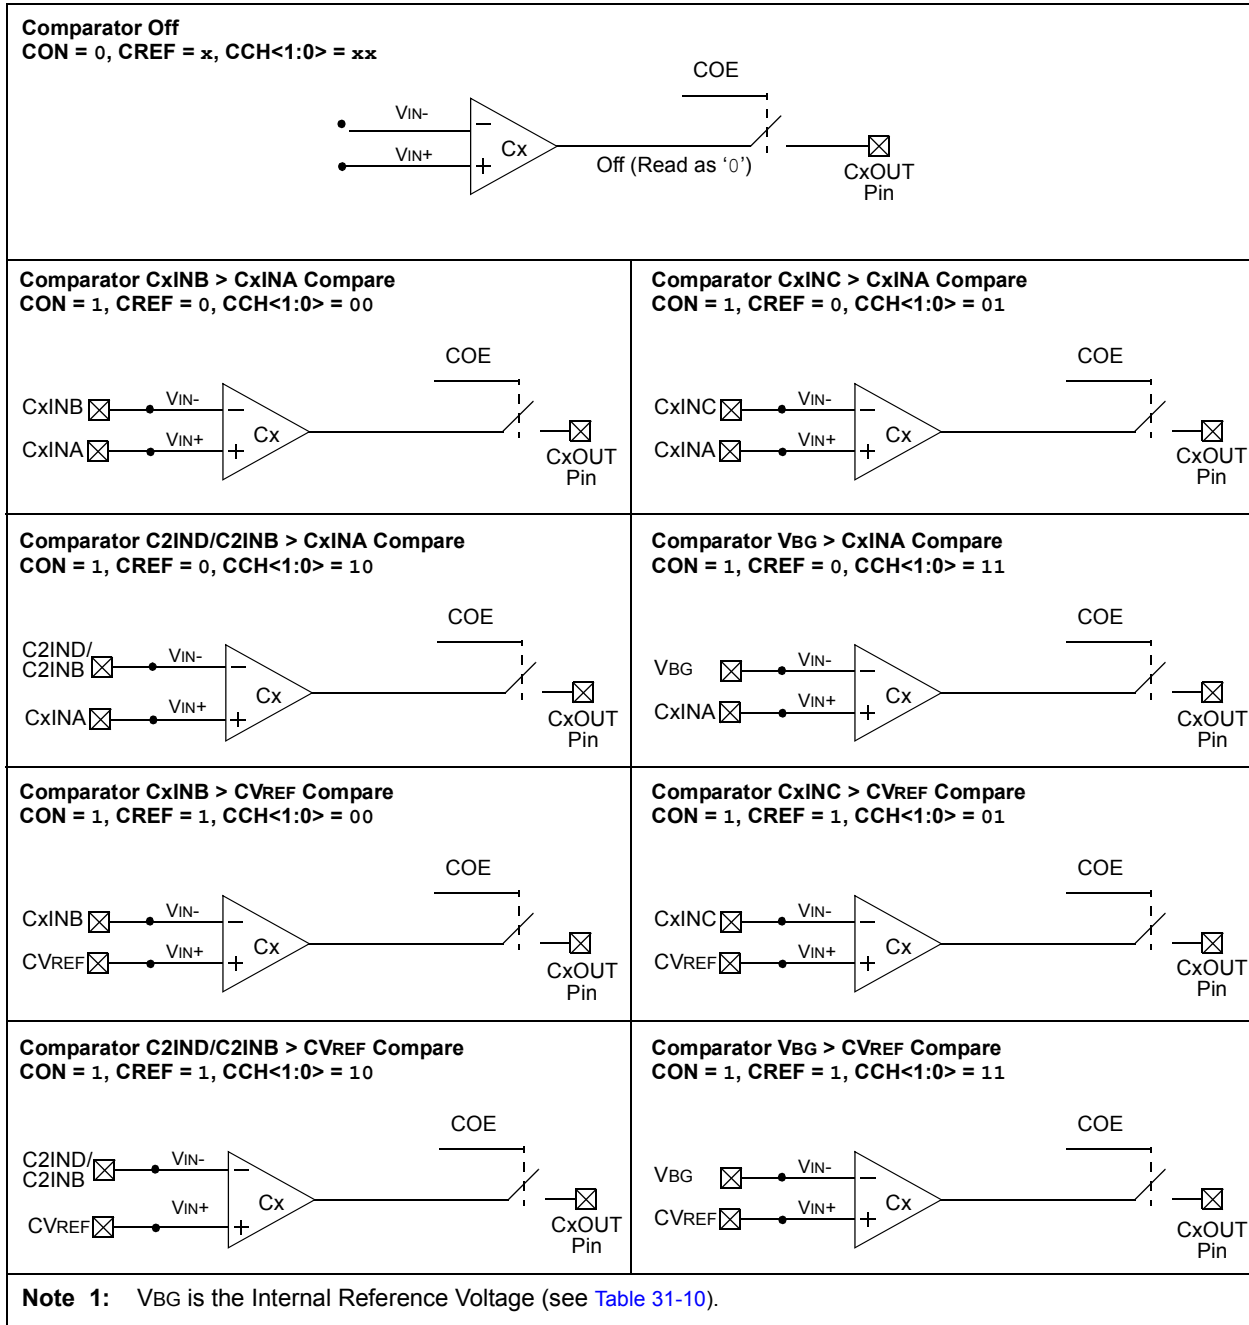 Comparator Off
CON = 0, CREF = x, CCH<1:0> = xx
COE
VIN-
VIN+
Cx
Off (Read as ‘0’)
CxOUT
Pin
Comparator CxINB > CxINA Compare
CON = 1, CREF = 0, CCH<1:0> = 00
COE
CxINB
VIN-
CxINA
VIN+
Cx
CxOUT
Pin
Comparator CxINC > CxINA Compare
CON = 1, CREF = 0, CCH<1:0> = 01
COE
CxINC
VIN-
CxINA
VIN+
Cx
CxOUT
Pin
Comparator C2IND/C2INB > CxINA Compare
CON = 1, CREF = 0, CCH<1:0> = 10
COE
C2IND/
C2INB
VIN-
CxINA
VIN+
Cx
CxOUT
Pin
Comparator VBG > CxINA Compare
CON = 1, CREF = 0, CCH<1:0> = 11
COE
VBG
VIN-
CxINA
VIN+
Cx
CxOUT
Pin
Comparator CxINB > CVREF Compare
CON = 1, CREF = 1, CCH<1:0> = 00
COE
CxINB
VIN-
CVREF
VIN+
Cx
CxOUT
Pin
Comparator CxINC > CVREF Compare
CON = 1, CREF = 1, CCH<1:0> = 01
COE
CxINC
VIN-
CVREF
VIN+
Cx
CxOUT
Pin
Comparator C2IND/C2INB > CVREF Compare
CON = 1, CREF = 1, CCH<1:0> = 10
COE
C2IND/
C2INB
VIN-
CVREF
VIN+
Cx
CxOUT
Pin
Comparator VBG > CVREF Compare
CON = 1, CREF = 1, CCH<1:0> = 11
COE
VBG
VIN-
CVREF
VIN+
Cx
CxOUT
Pin
Note 1: VBG is the Internal Reference Voltage (see Table 31-10).